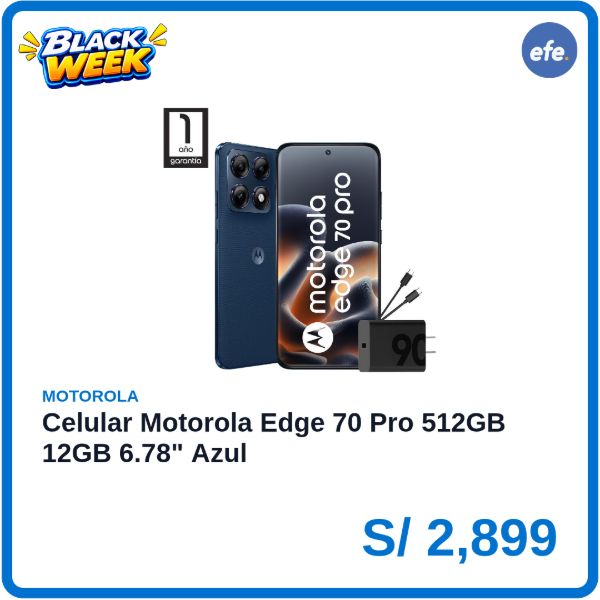 BLACK
WEEK
efe.
1
año
garantía
motorola
edge 70 pro
90
MOTOROLA
Celular Motorola Edge 70 Pro 512GB
12GB 6.78" Azul
S/ 2,899